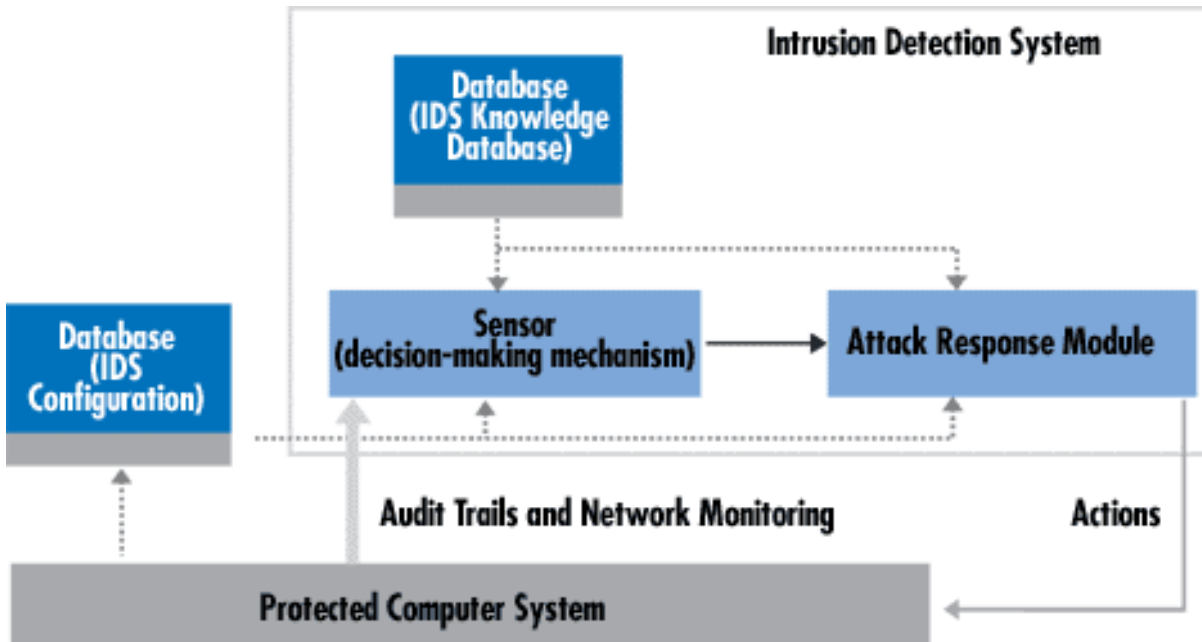 Intrusion Detection System
Database
(IDS Knowledge
Database)
Sensor
(decision-making mechanism)
Attack Response Module
Database
(IDS
Configuration)
Audit Trails and Network Monitoring
Actions
Protected Computer System